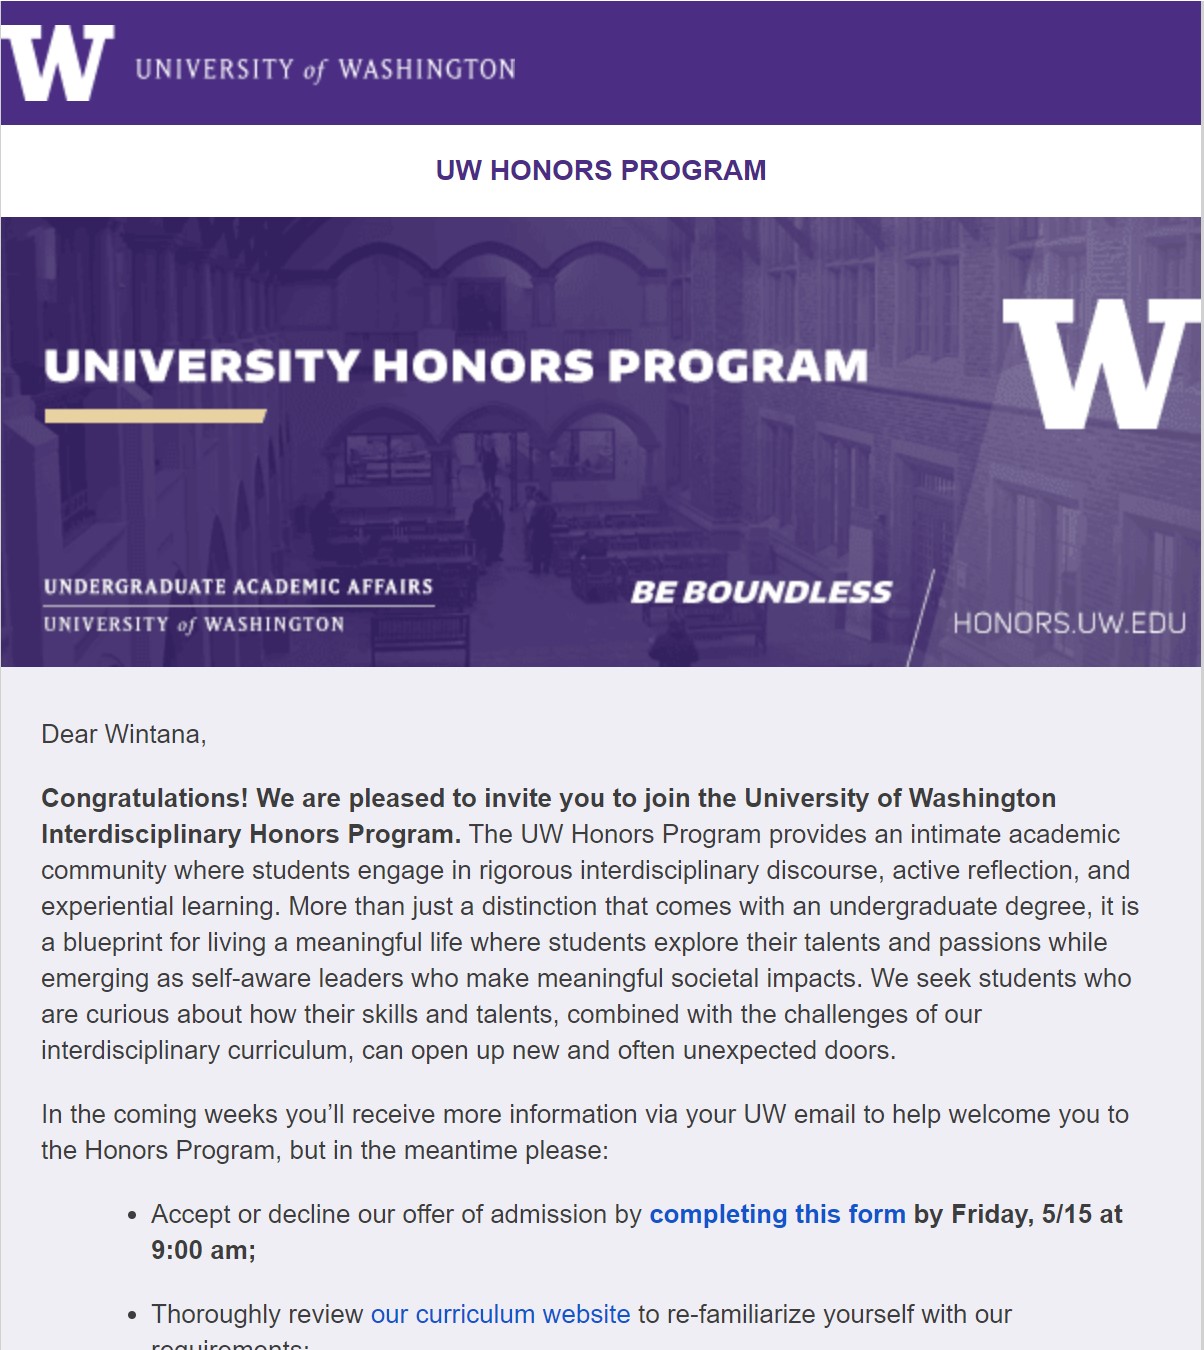 W UNIVERSITY of WASHINGTON
UW HONORS PROGRAM
UNIVERSITY HONORS PROGRAM
W
UNDERGRADUATE ACADEMIC AFFAIRS
UNIVERSITY of WASHINGTON
BE BOUNDLESS
HONORS.UW.EDU
Dear Wintana,
Congratulations! We are pleased to invite you to join the University of Washington
Interdisciplinary Honors Program. The UW Honors Program provides an intimate academic
community where students engage in rigorous interdisciplinary discourse, active reflection, and
experiential learning. More than just a distinction that comes with an undergraduate degree, it is
a blueprint for living a meaningful life where students explore their talents and passions while
emerging as self-aware leaders who make meaningful societal impacts. We seek students who
are curious about how their skills and talents, combined with the challenges of our
interdisciplinary curriculum, can open up new and often unexpected doors.
In the coming weeks you’ll receive more information via your UW email to help welcome you to
the Honors Program, but in the meantime please:
• Accept or decline our offer of admission by completing this form by Friday, 5/15 at
9:00 am;
• Thoroughly review our curriculum website to re-familiarize yourself with our
requirements;